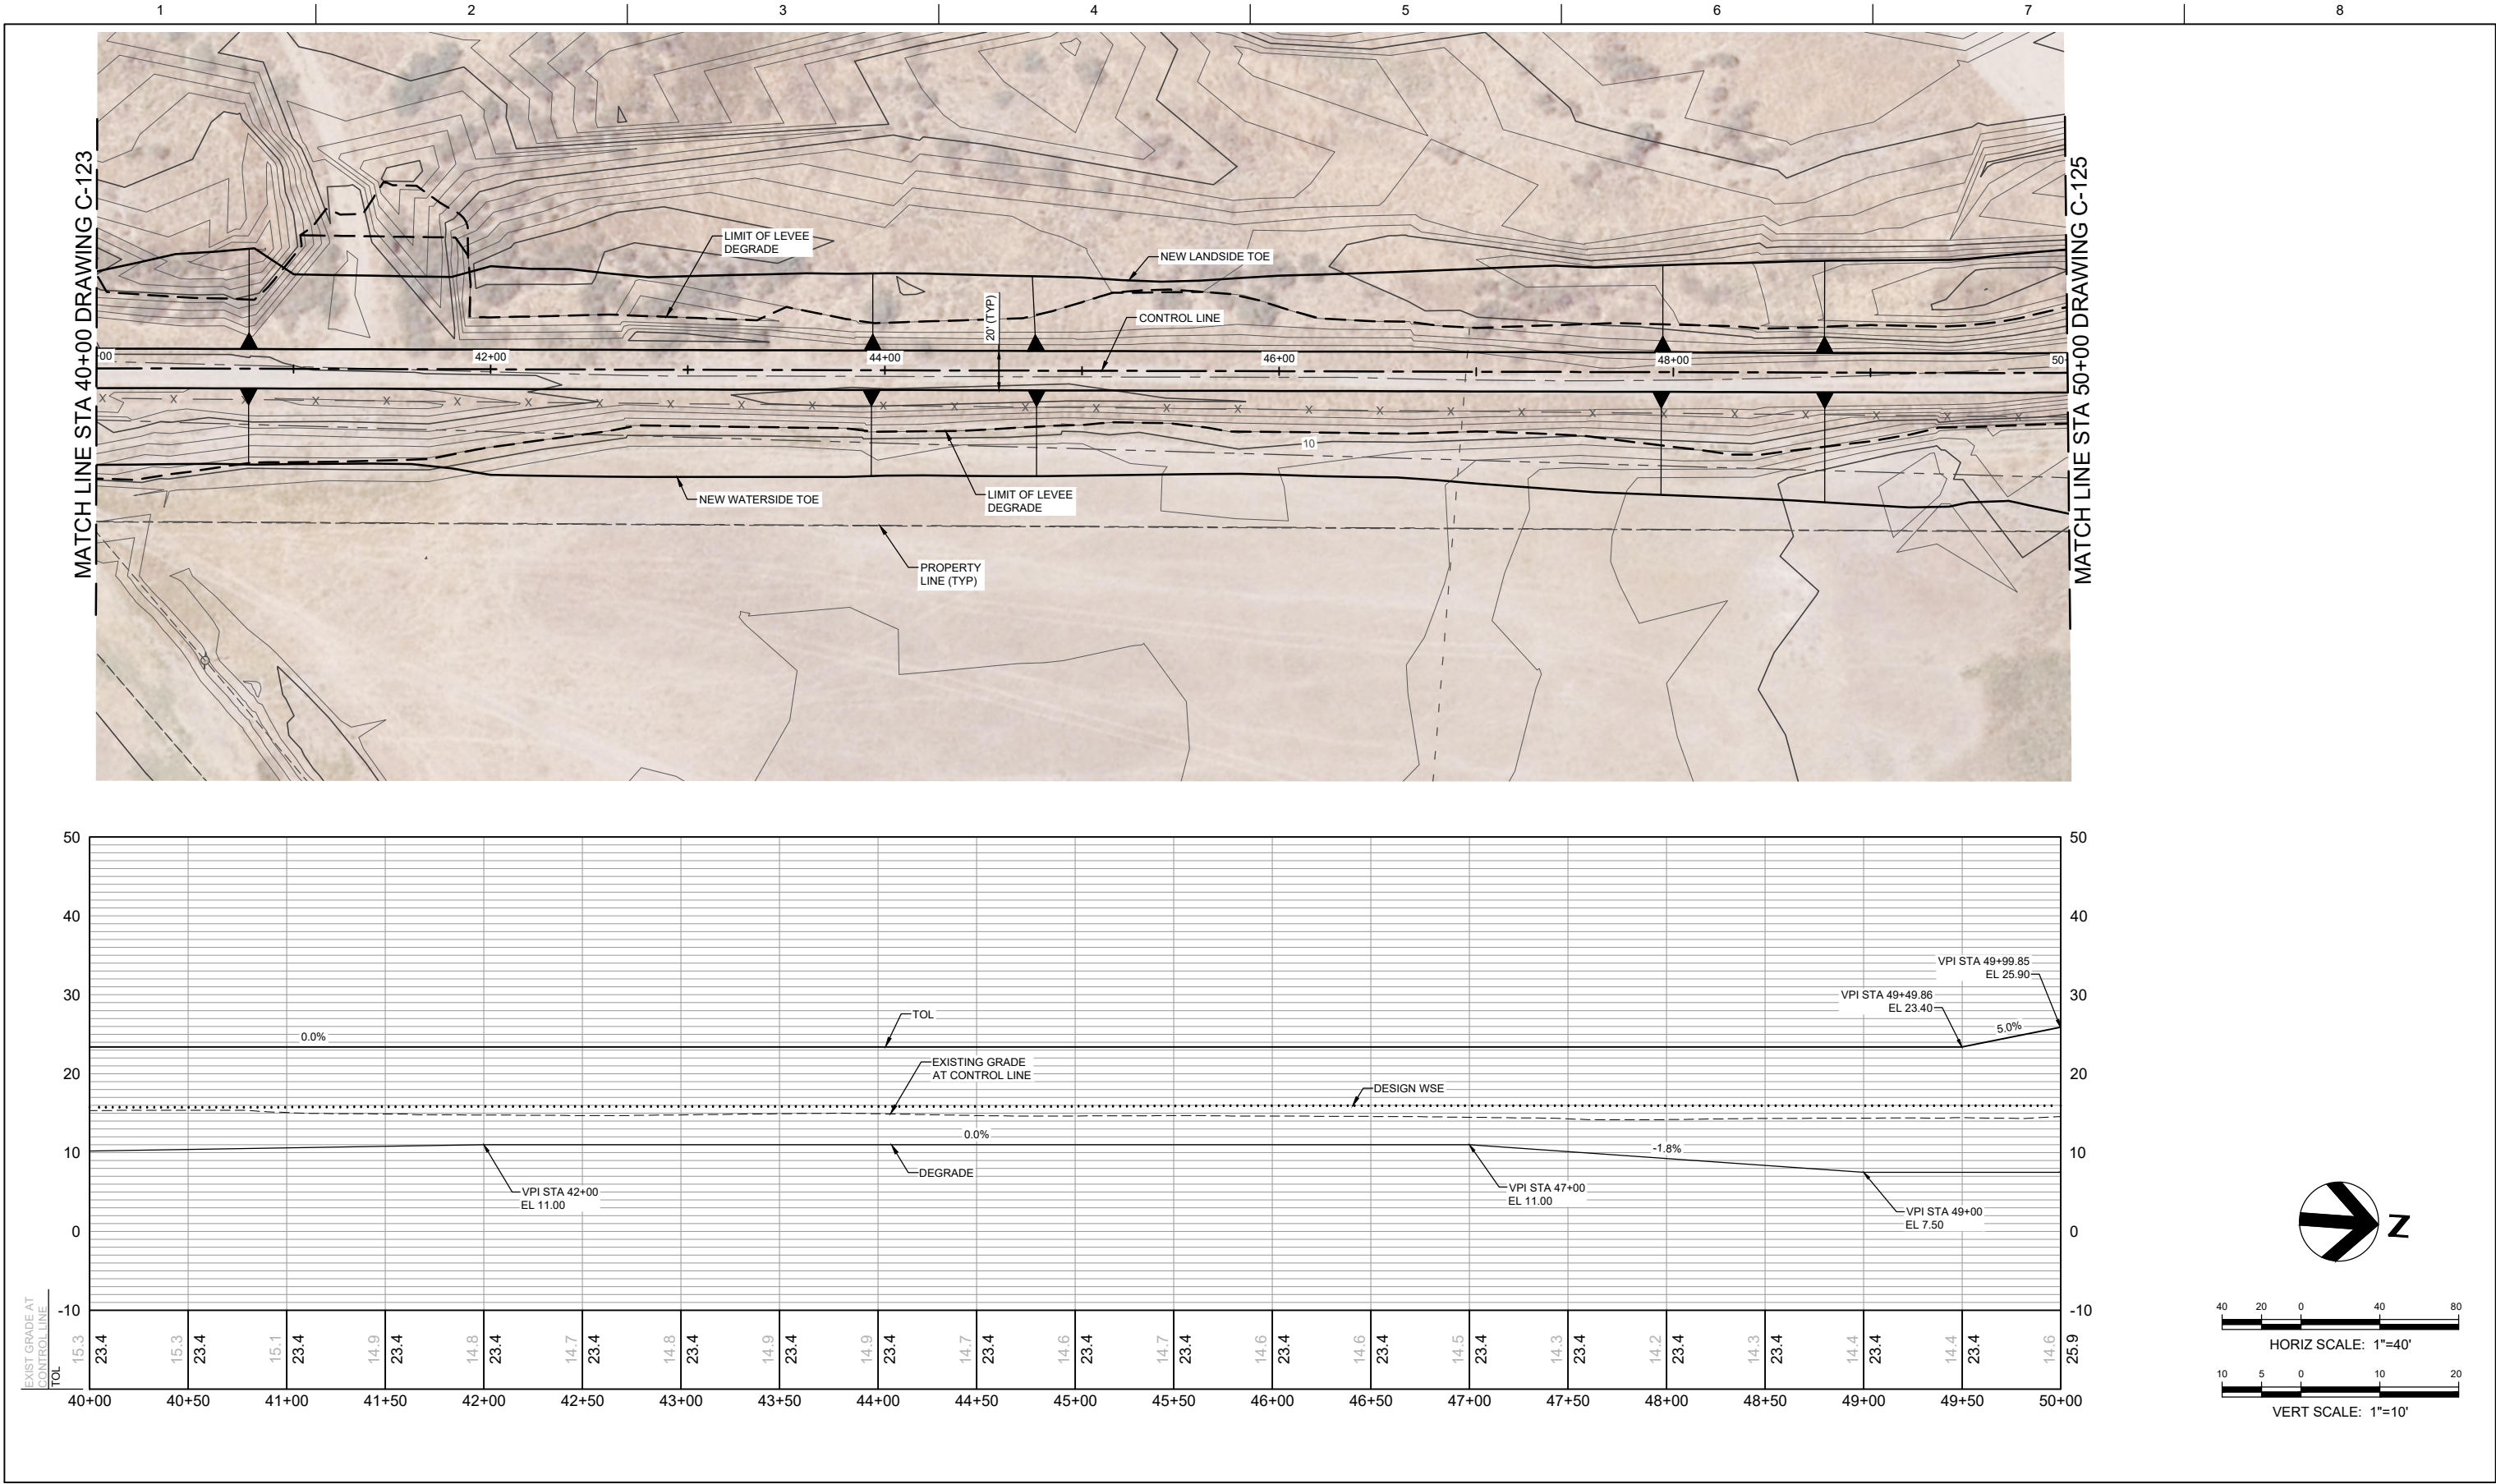 1 2 3 4 5 6 7 8
MATCH LINE STA 40+00 DRAWING C-123
MATCH LINE STA 50+00 DRAWING C-125
LIMIT OF LEVEE
DEGRADE
NEW LANDSIDE TOE
20' (TYP)
CONTROL LINE
+00 42+00 44+00 46+00 48+00 50+
X X X X X X X X X X X X X X X X X X X X X X X X X X X X
10
NEW WATERSIDE TOE
LIMIT OF LEVEE
DEGRADE
PROPERTY
LINE (TYP)
50 50
40 40
30 30
20 20
10 10
0 0
-10 -10
VPI STA 49+99.85
EL 25.90
VPI STA 49+49.86
EL 23.40
5.0%
TOL
0.0%
EXISTING GRADE
AT CONTROL LINE
DESIGN WSE
0.0%
-1.8%
DEGRADE
VPI STA 42+00
EL 11.00
VPI STA 47+00
EL 11.00
VPI STA 49+00
EL 7.50
EXIST GRADE AT
CONTROL LINE
TOL
15.3 15.3 15.1 14.9 14.8 14.7 14.8 14.9 14.9 14.7 14.6 14.7 14.6 14.6 14.5 14.3 14.2 14.3 14.4 14.4 14.6
23.4 23.4 23.4 23.4 23.4 23.4 23.4 23.4 23.4 23.4 23.4 23.4 23.4 23.4 23.4 23.4 23.4 23.4 23.4 23.4 25.9
40+00 40+50 41+00 41+50 42+00 42+50 43+00 43+50 44+00 44+50 45+00 45+50 46+00 46+50 47+00 47+50 48+00 48+50 49+00 49+50 50+00
N
40 20 0 40 80
HORIZ SCALE: 1"=40'
10 5 0 10 20
VERT SCALE: 1"=10'